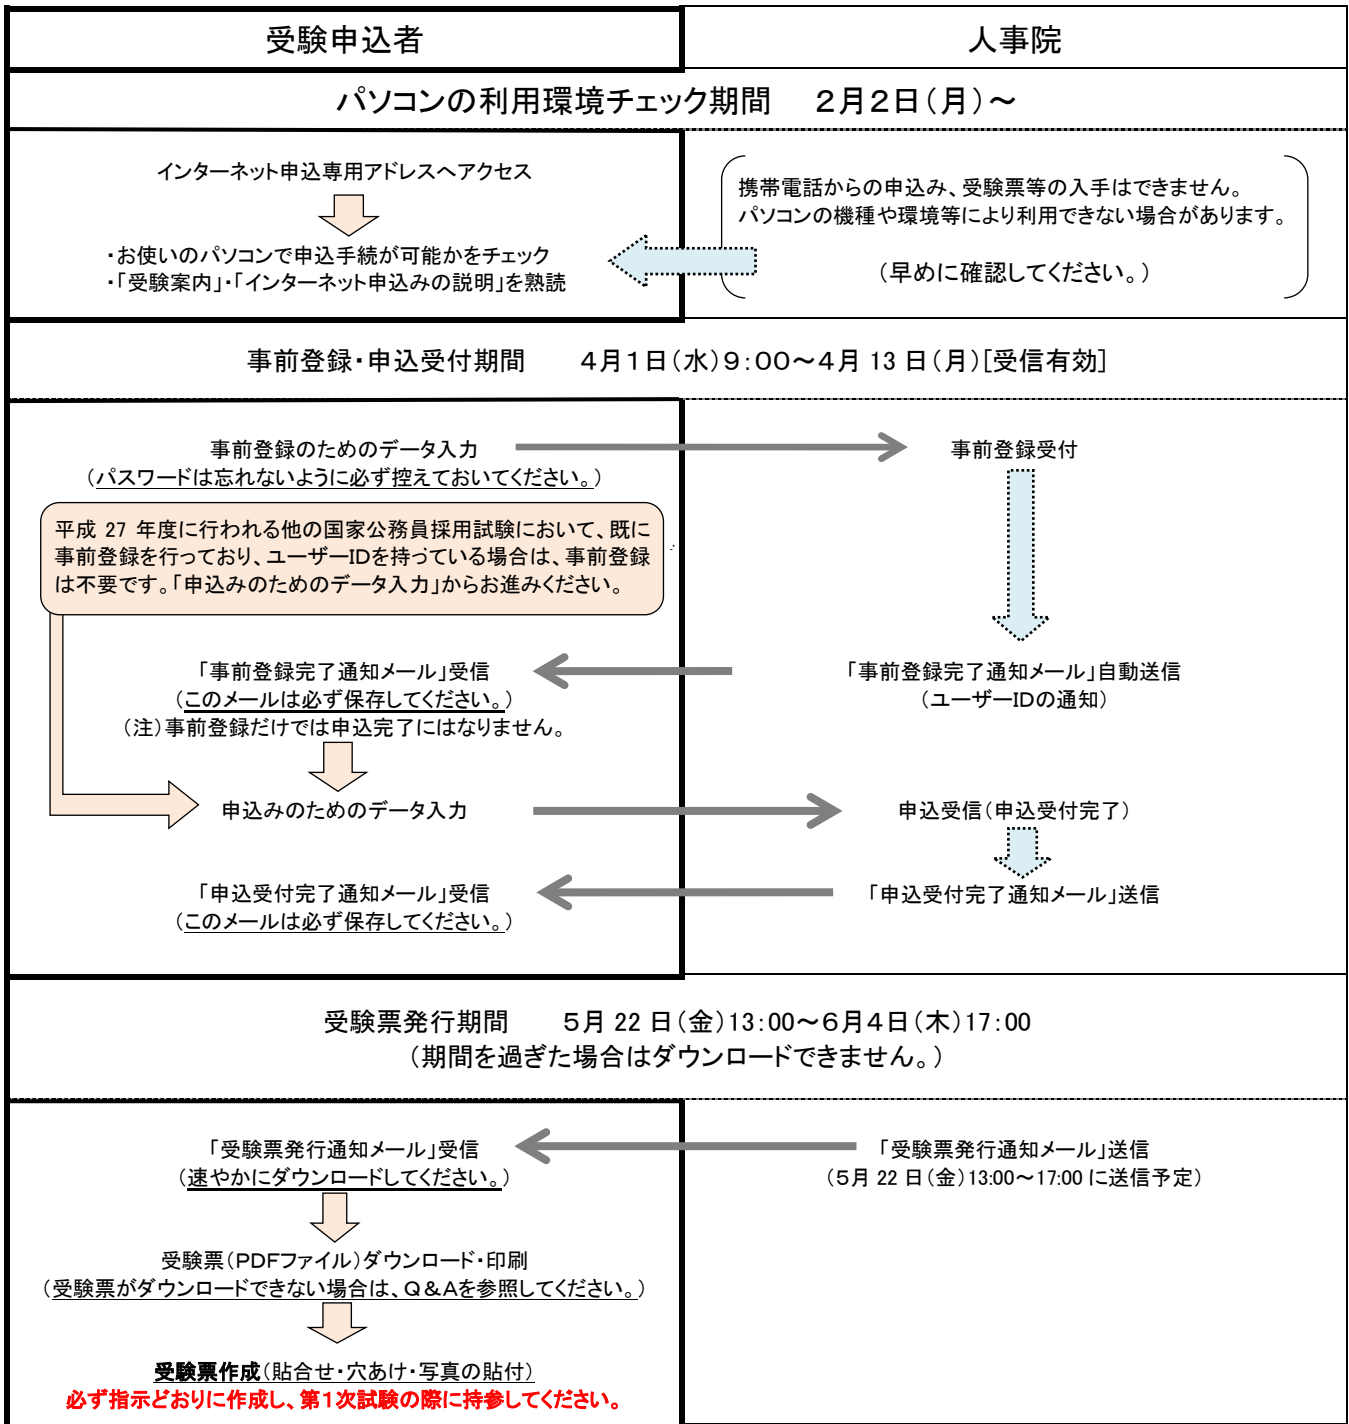 受験申込者
人事院
パソコンの利用環境チェック期間　２月２日（月）～
インターネット申込専用アドレスへアクセス
・お使いのパソコンで申込手続が可能かをチェック
・「受験案内」・「インターネット申込みの説明」を熟読
携帯電話からの申込み、受験票等の入手はできません。
パソコンの機種や環境等により利用できない場合があります。
（早めに確認してください。）
事前登録・申込受付期間　４月１日（水）９：００～４月 13 日（月）[受信有効]
事前登録のためのデータ入力
（パスワードは忘れないように必ず控えておいてください。）
事前登録受付
平成 27 年度に行われる他の国家公務員採用試験において、既に
事前登録を行っており、ユーザーIDを持っている場合は、事前登録
は不要です。「申込みのためのデータ入力」からお進みください。
「事前登録完了通知メール」受信
（このメールは必ず保存してください。）
（注）事前登録だけでは申込完了にはなりません。
「事前登録完了通知メール」自動送信
（ユーザーIDの通知）
申込みのためのデータ入力
申込受信（申込受付完了）
「申込受付完了通知メール」受信
（このメールは必ず保存してください。）
「申込受付完了通知メール」送信
受験票発行期間　５月 22 日（金）13：00～６月４日（木）17：00
（期間を過ぎた場合はダウンロードできません。）
「受験票発行通知メール」受信
（速やかにダウンロードしてください。）
「受験票発行通知メール」送信
（５月 22 日（金）13:00～17:00 に送信予定）
受験票（PDFファイル）ダウンロード・印刷
（受験票がダウンロードできない場合は、Q＆Aを参照してください。）
受験票作成（貼合せ・穴あけ・写真の貼付）
必ず指示どおりに作成し、第１次試験の際に持参してください。